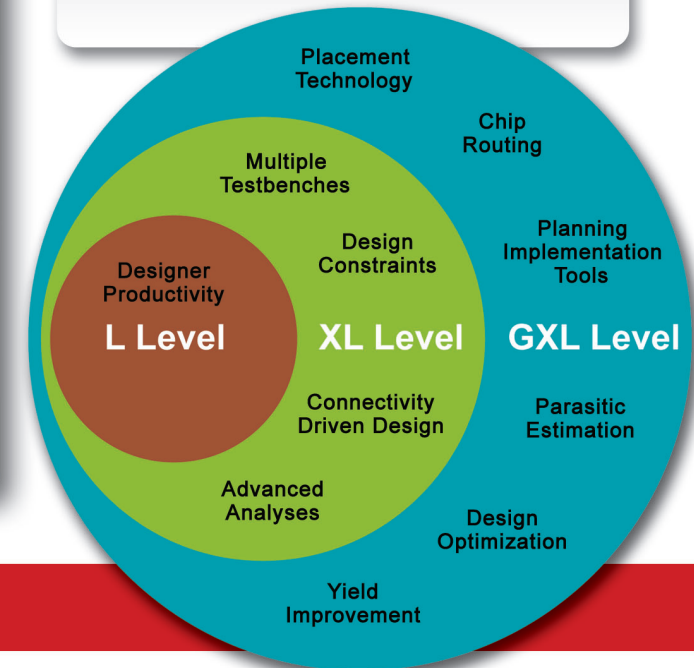 Placement
Technology
Chip
Routing
Multiple
Testbenches
Planning
Implementation
Tools
Design
Constraints
Designer
Productivity
L Level
XL Level
GXL Level
Connectivity
Driven Design
Parasitic
Estimation
Advanced
Analyses
Design
Optimization
Yield
Improvement